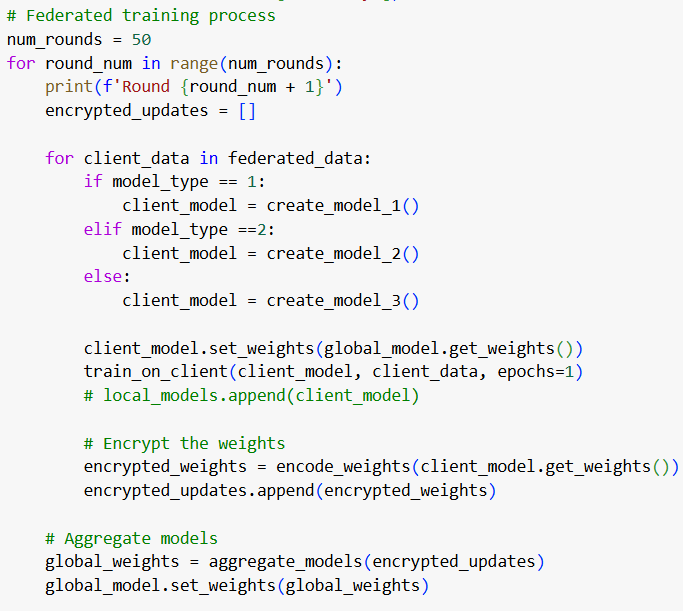 # Federated training process
num_rounds = 50
for round_num in range(num_rounds):
    print(f'Round {round_num + 1}')
    encrypted_updates = []

    for client_data in federated_data:
        if model_type == 1:
            client_model = create_model_1()
        elif model_type ==2:
            client_model = create_model_2()
        else:
            client_model = create_model_3()

        client_model.set_weights(global_model.get_weights())
        train_on_client(client_model, client_data, epochs=1)
        # local_models.append(client_model)

        # Encrypt the weights
        encrypted_weights = encode_weights(client_model.get_weights())
        encrypted_updates.append(encrypted_weights)

    # Aggregate models
    global_weights = aggregate_models(encrypted_updates)
    global_model.set_weights(global_weights)